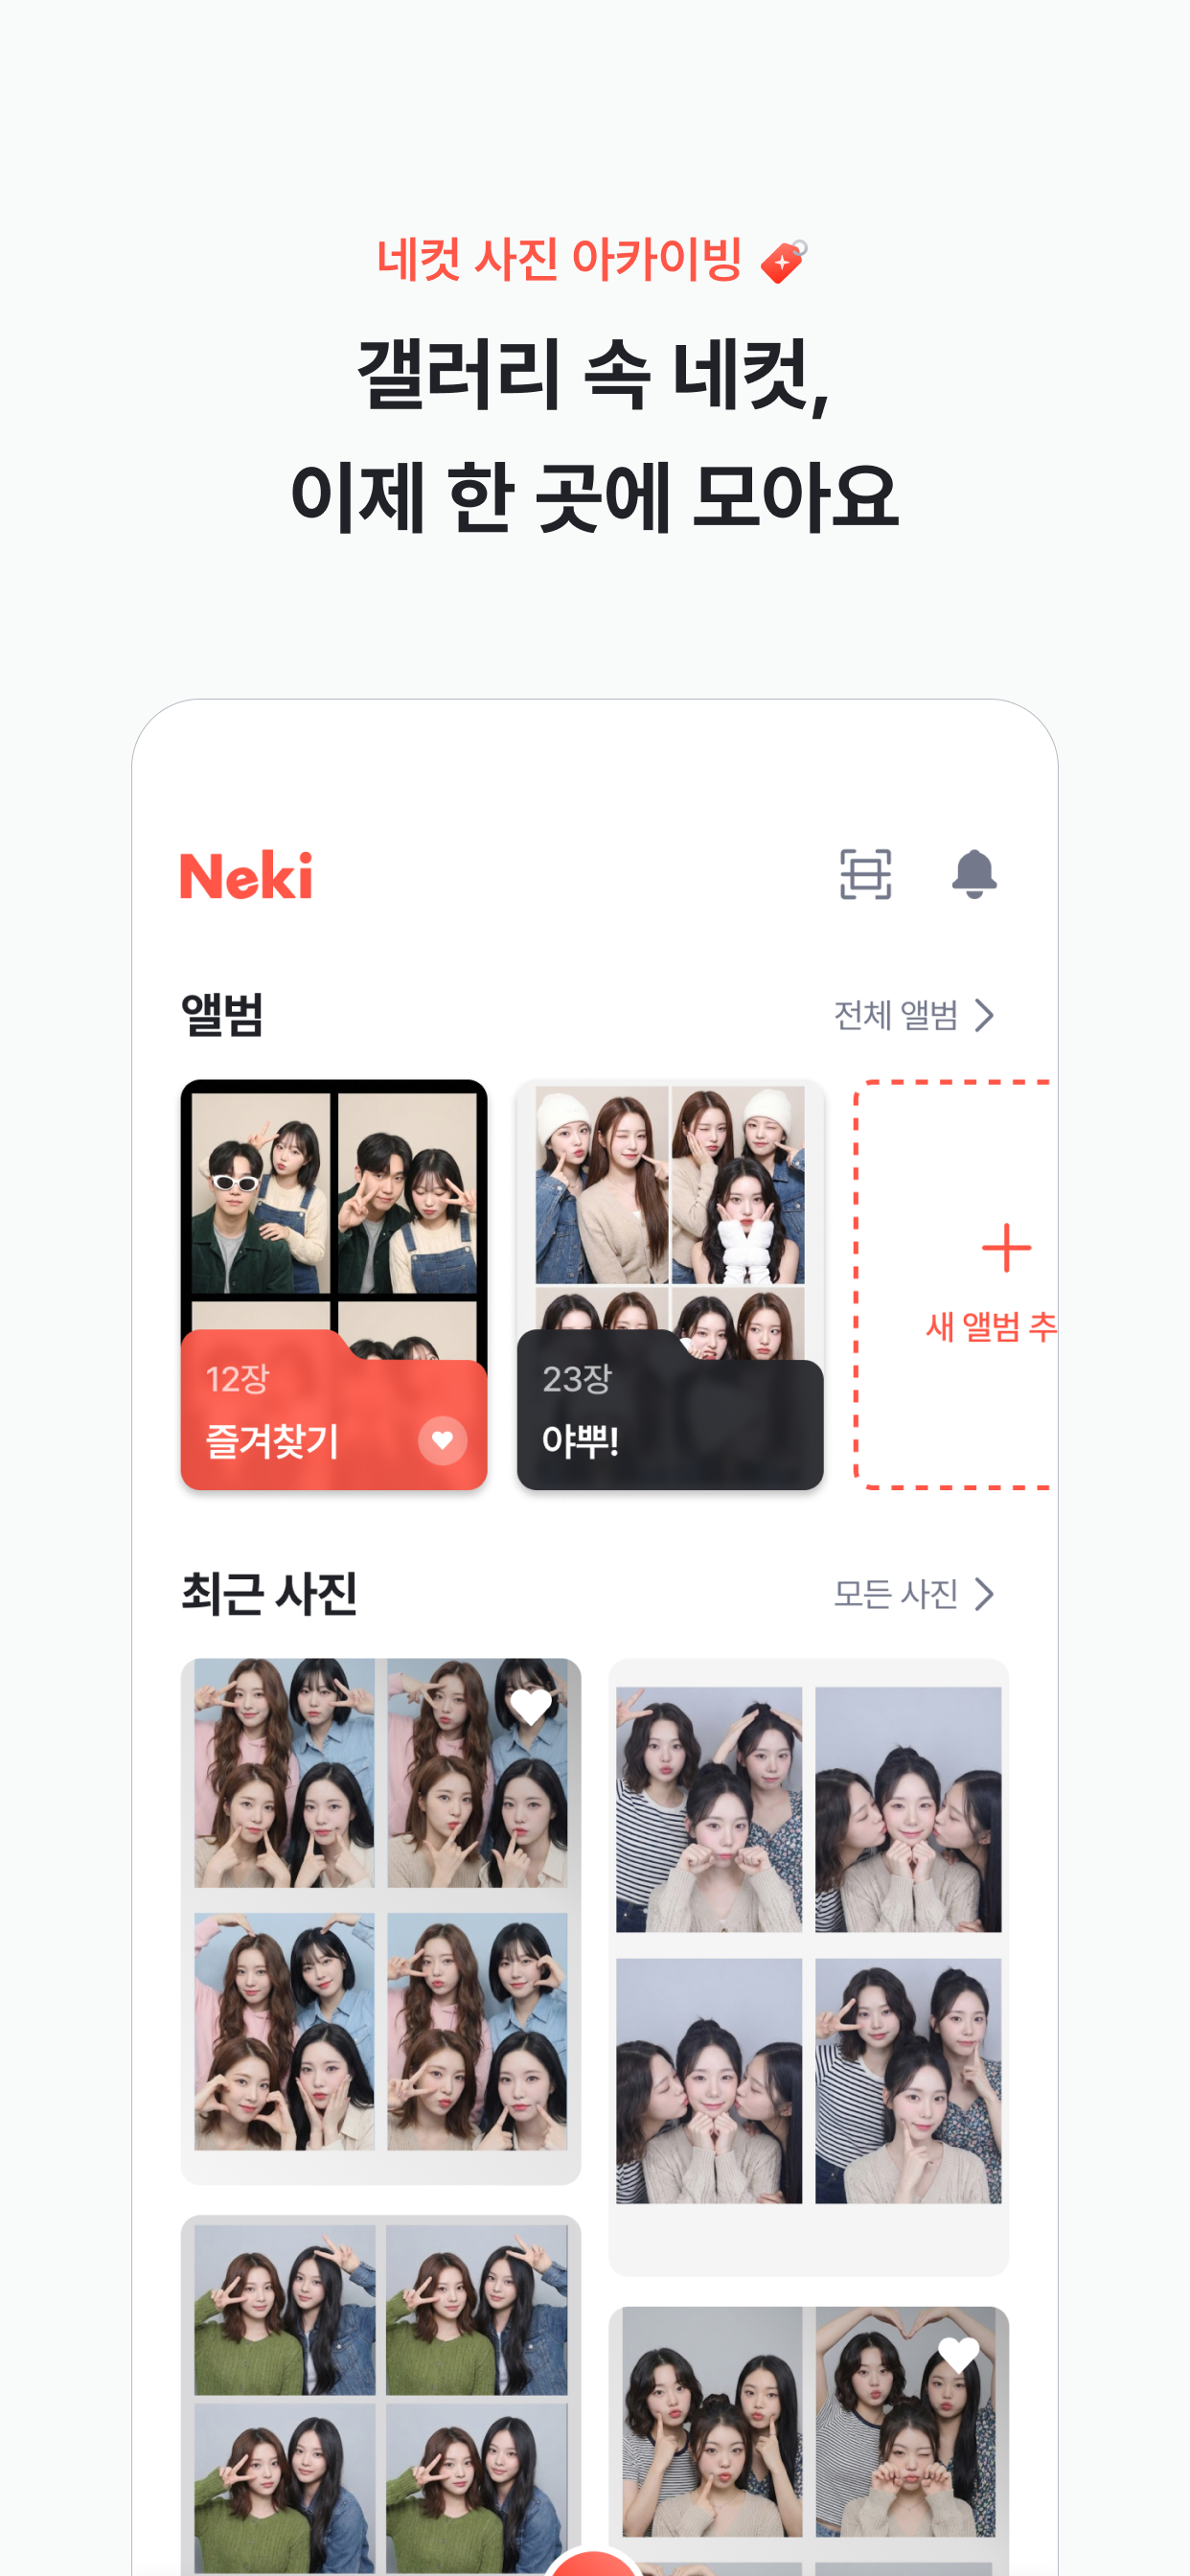 네컷 사진 아카이빙
갤러리 속 네컷,
이제 한 곳에 모아요
Neki
앨범
전체 앨범
12장
즐겨찾기
23장
야뿌!
새 앨범 추
최근 사진
모든 사진